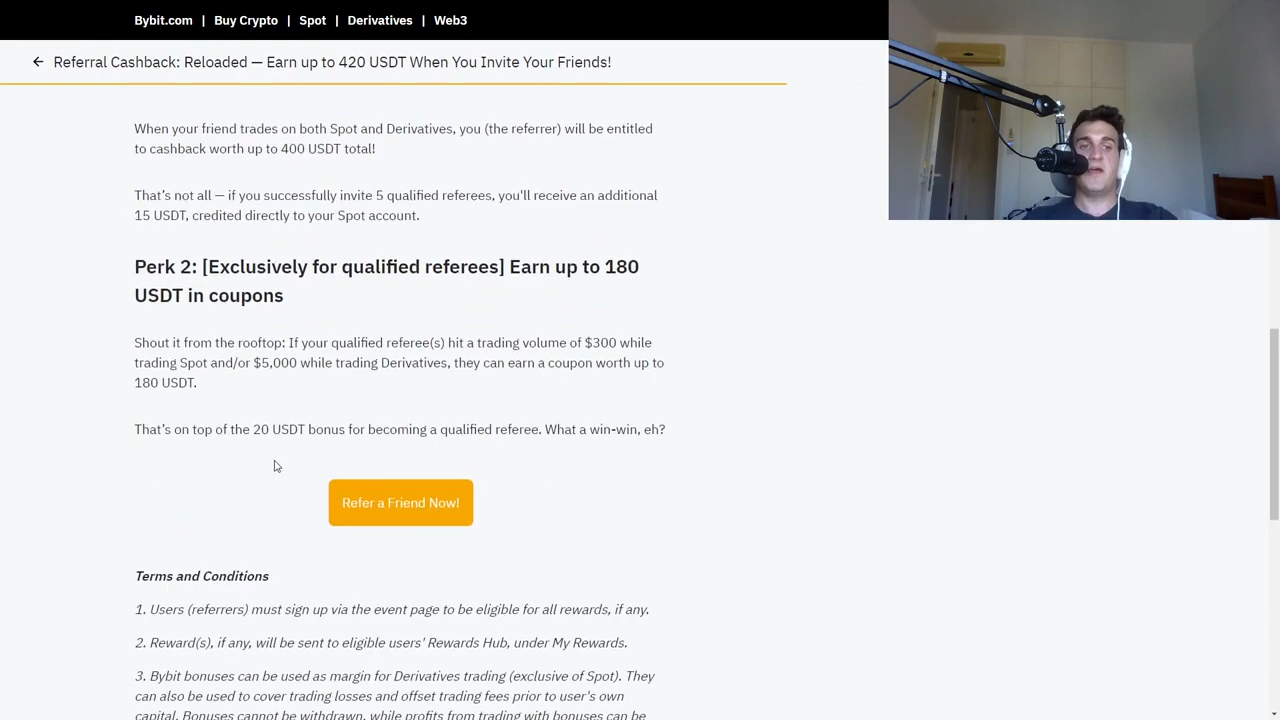 Bybit.com | Buy Crypto | Spot | Derivatives | Web3
← Referral Cashback: Reloaded — Earn up to 420 USDT When You Invite Your Friends!
When your friend trades on both Spot and Derivatives, you (the referrer) will be entitled
to cashback worth up to 400 USDT total!
That’s not all — if you successfully invite 5 qualified referees, you'll receive an additional
15 USDT, credited directly to your Spot account.
Perk 2: [Exclusively for qualified referees] Earn up to 180
USDT in coupons
Shout it from the rooftop: If your qualified referee(s) hit a trading volume of $300 while
trading Spot and/or $5,000 while trading Derivatives, they can earn a coupon worth up to
180 USDT.
That’s on top of the 20 USDT bonus for becoming a qualified referee. What a win-win, eh?
Refer a Friend Now!
Terms and Conditions
1. Users (referrers) must sign up via the event page to be eligible for all rewards, if any.
2. Reward(s), if any, will be sent to eligible users' Rewards Hub, under My Rewards.
3. Bybit bonuses can be used as margin for Derivatives trading (exclusive of Spot). They
can also be used to cover trading losses and offset trading fees prior to user's own
capital. Bonuses cannot be withdrawn, while profits from trading with bonuses can be